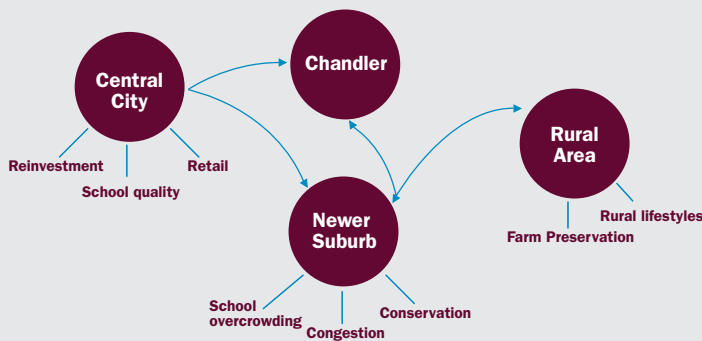 Central
City
Chandler
Rural
Area
Reinvestment
School quality
Retail
Newer
Suburb
Rural lifestyles
Farm Preservation
School
overcrowding
Congestion
Conservation